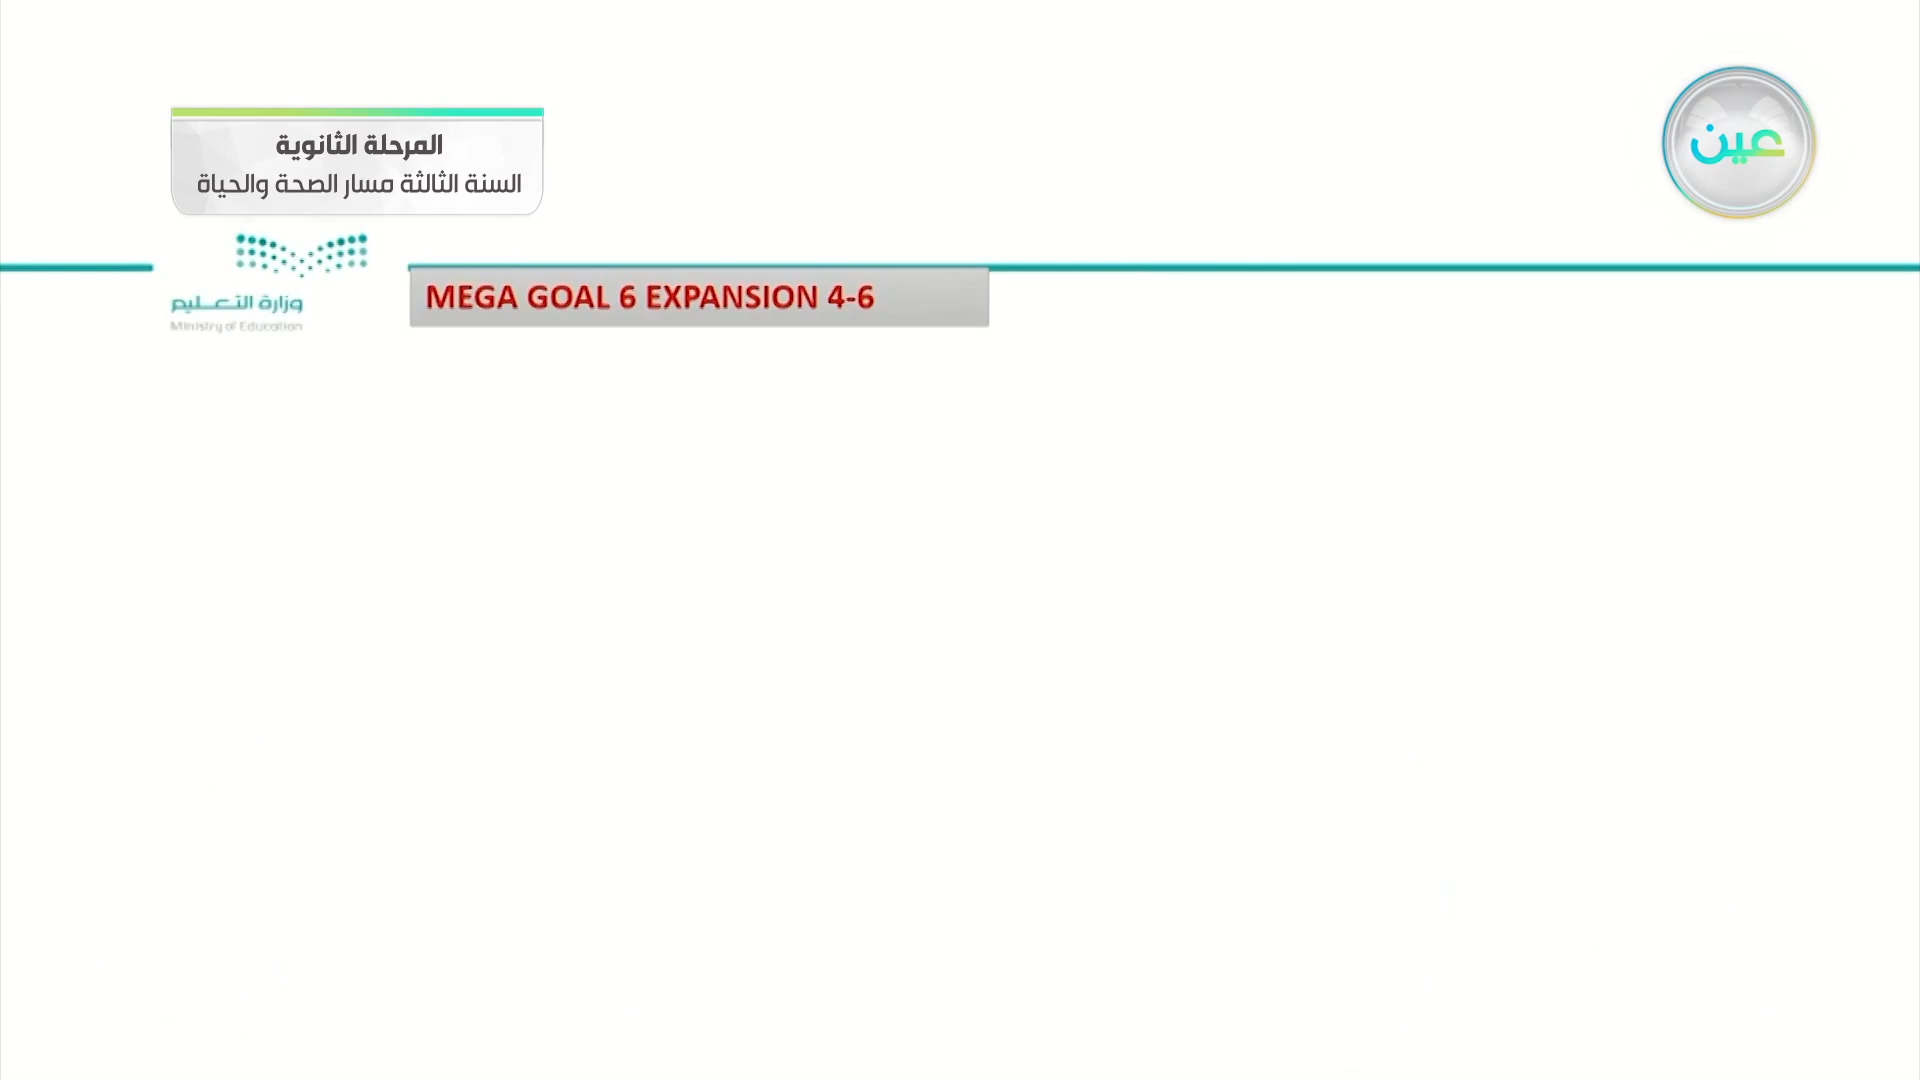 المرحلة الثانوية
السنة الثالثة مسار الصحة والحياة
عين
وزارة التعليم
Ministry of Education
MEGA GOAL 6 EXPANSION 4-6